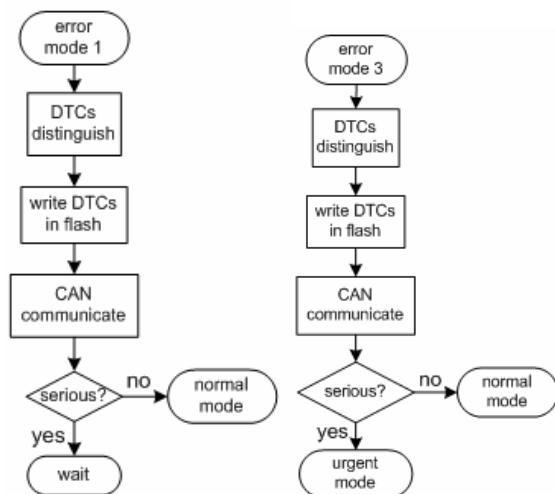 error
mode 1
DTCs
distinguish
write DTCs
in flash
CAN
communicate
serious?
no
normal
mode
yes
wait
error
mode 3
DTCs
distinguish
write DTCs
in flash
CAN
communicate
serious?
no
normal
mode
yes
urgent
mode